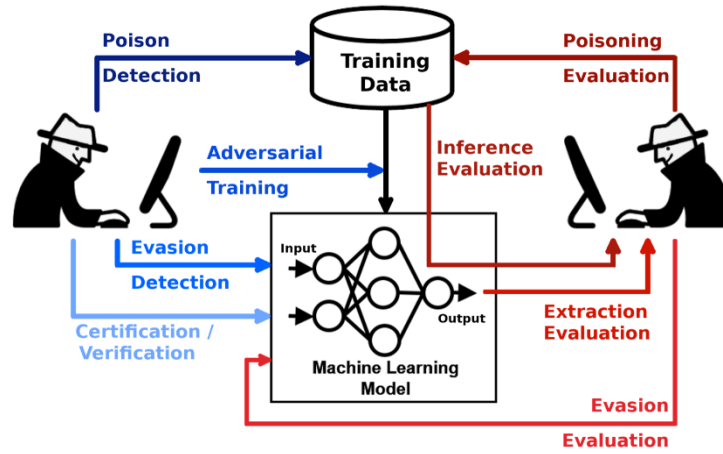 Poison
Detection
Training
Data
Poisoning
Evaluation
Adversarial
Training
Inference
Evaluation
Evasion
Detection
Input
Output
Certification /
Verification
Machine Learning
Model
Extraction
Evaluation
Evasion
Evaluation